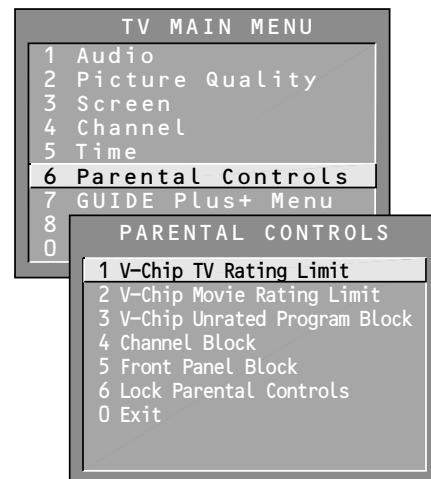 TV MAIN MENU
1 Audio
2 Picture Quality
3 Screen
4 Channel
5 Time
6 Parental Controls
7 GUIDE Plus+ Menu
8
0
PARENTAL CONTROLS
1 V-Chip TV Rating Limit
2 V-Chip Movie Rating Limit
3 V-Chip Unrated Program Block
4 Channel Block
5 Front Panel Block
6 Lock Parental Controls
0 Exit